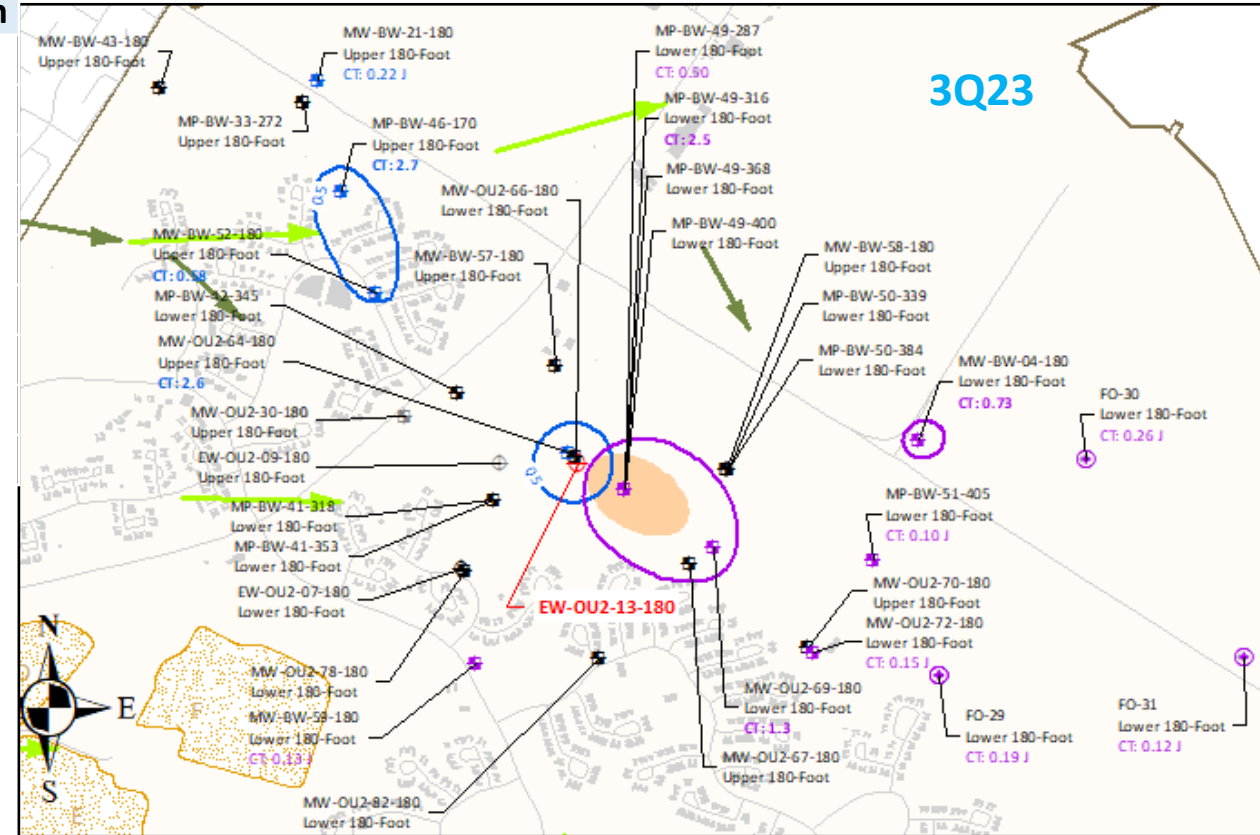 n
3Q23
MW-BW-43-180
Upper 180-Foot
MW-BW-21-180
Upper 180-Foot
CT: 0.22 J
MP-BW-33-272
Upper 180-Foot
MP-BW-46-170
Upper 180-Foot
CT: 2.7
MP-BW-49-287
Lower 180-Foot
CT: 0.50
MP-BW-49-316
Lower 180-Foot
CT: 2.5
MP-BW-49-368
Lower 180-Foot
MP-BW-49-400
Lower 180-Foot
MW-OU2-66-180
Lower 180-Foot
0.5
MW-BW-52-180
Upper 180-Foot
CT: 0.58
MW-BW-57-180
Upper 180-Foot
MW-BW-58-180
Upper 180-Foot
MP-BW-50-339
Lower 180-Foot
MP-BW-50-384
Lower 180-Foot
MP-BW-42-345
Lower 180-Foot
MW-OU2-64-180
Upper 180-Foot
CT: 2.6
MW-BW-04-180
Lower 180-Foot
CT: 0.73
FO-30
Lower 180-Foot
CT: 0.26 J
MW-OU2-30-180
Upper 180-Foot
EW-OU2-09-180
Upper 180-Foot
0.5
MP-BW-41-318
Lower 180-Foot
MP-BW-41-353
Lower 180-Foot
MP-BW-51-405
Lower 180-Foot
CT: 0.10 J
EW-OU2-07-180
Lower 180-Foot
EW-OU2-13-180
MW-OU2-70-180
Upper 180-Foot
MW-OU2-72-180
Lower 180-Foot
CT: 0.15 J
N
E
S
MW-OU2-78-180
Lower 180-Foot
MW-BW-59-180
Lower 180-Foot
CT: 0.13 J
MW-OU2-69-180
Lower 180-Foot
CT: 1.3
MW-OU2-67-180
Upper 180-Foot
FO-29
Lower 180-Foot
CT: 0.19 J
FO-31
Lower 180-Foot
CT: 0.12 J
MW-OU2-82-180
Lower 180-Foot
E